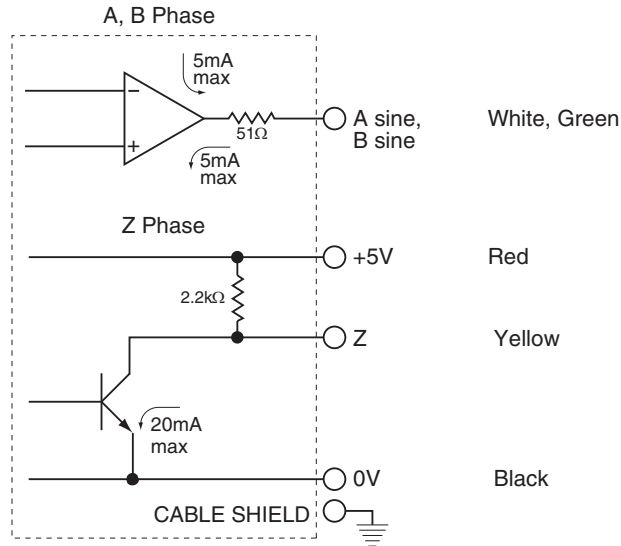 A, B Phase
5mA
max
−
+
51Ω
A sine,
B sine
White, Green
5mA
max
Z Phase
+5V
Red
2.2kΩ
Z
Yellow
20mA
max
0V
Black
CABLE SHIELD